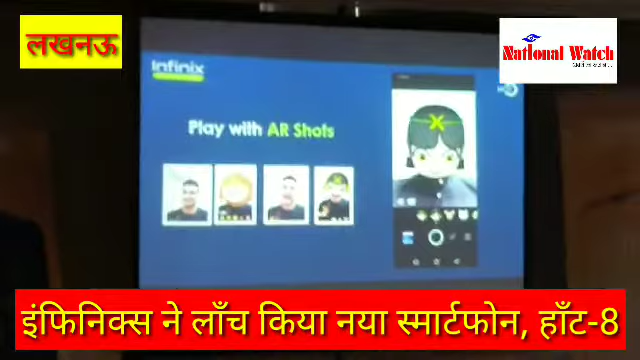 लखनऊ
National Watch
Infinix
Play with AR Shots
इंफिनिक्स ने लाँच किया नया स्मार्टफोन, हाँट-8